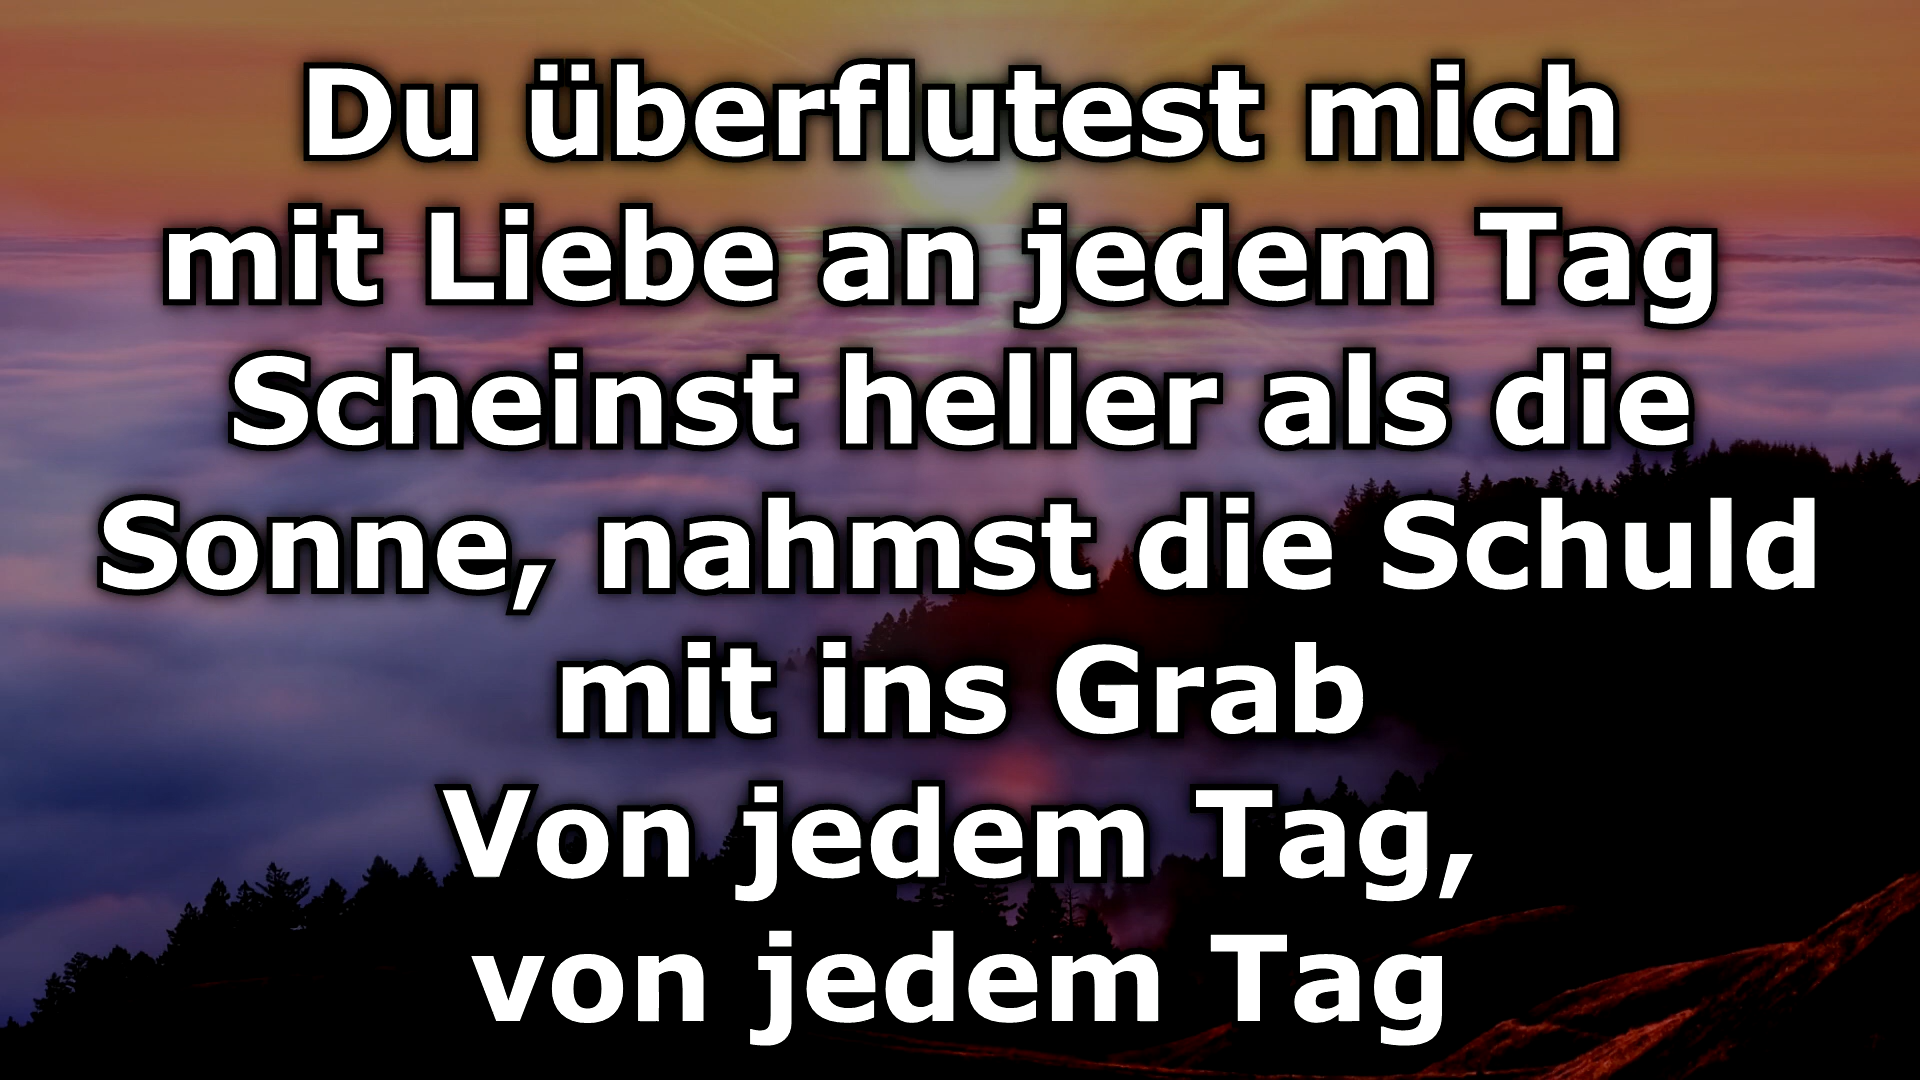 Du überflutest mich
mit Liebe an jedem Tag
Scheinst heller als die
Sonne, nahmst die Schuld
mit ins Grab
Von jedem Tag,
von jedem Tag